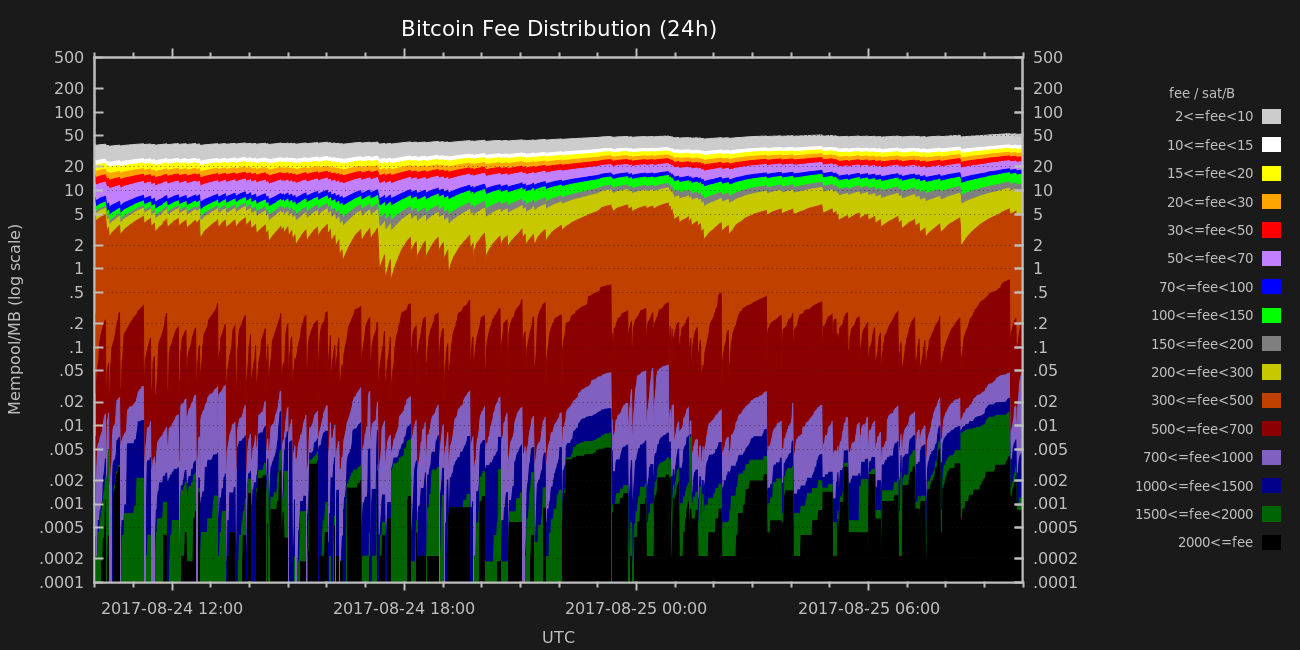 Bitcoin Fee Distribution (24h)
500
200
100
50
20
10
5
2
1
.5
.2
.1
.05
.02
.01
.005
.002
.001
.0005
.0002
.0001
Mempool/MB (log scale)
500
200
100
50
20
10
5
2
1
.5
.2
.1
.05
.02
.01
.005
.002
.001
.0005
.0002
.0001
2017-08-24 12:00
2017-08-24 18:00
2017-08-25 00:00
2017-08-25 06:00
UTC
fee / sat/B
2<=fee<10
10<=fee<15
15<=fee<20
20<=fee<30
30<=fee<50
50<=fee<70
70<=fee<100
100<=fee<150
150<=fee<200
200<=fee<300
300<=fee<500
500<=fee<700
700<=fee<1000
1000<=fee<1500
1500<=fee<2000
2000<=fee